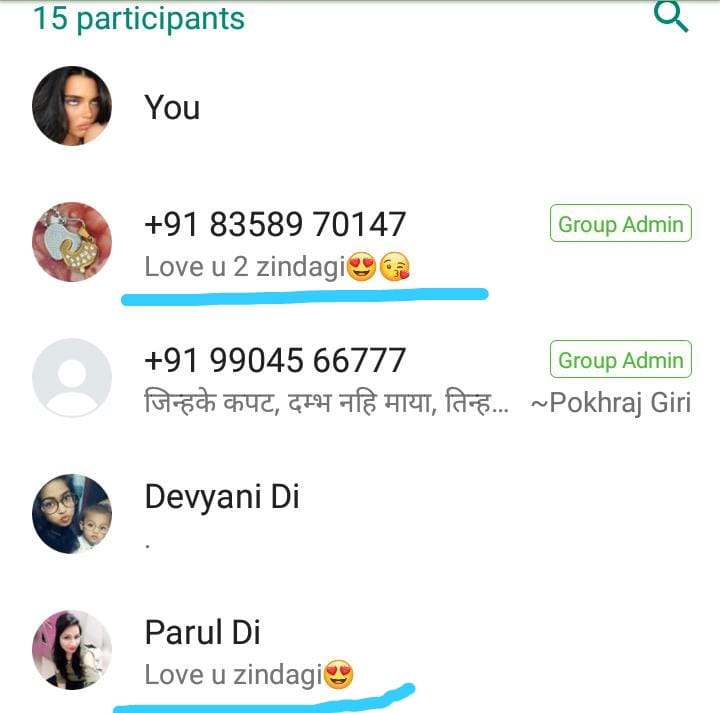 15 participants
You
+91 83589 70147 Group Admin
Love u 2 zindagi😍😘
+91 99045 66777 Group Admin
जिन्हके कपट, दम्भ नहि माया, तिन्ह... ~Pokhraj Giri
Devyani Di
.
Parul Di
Love u zindagi😍